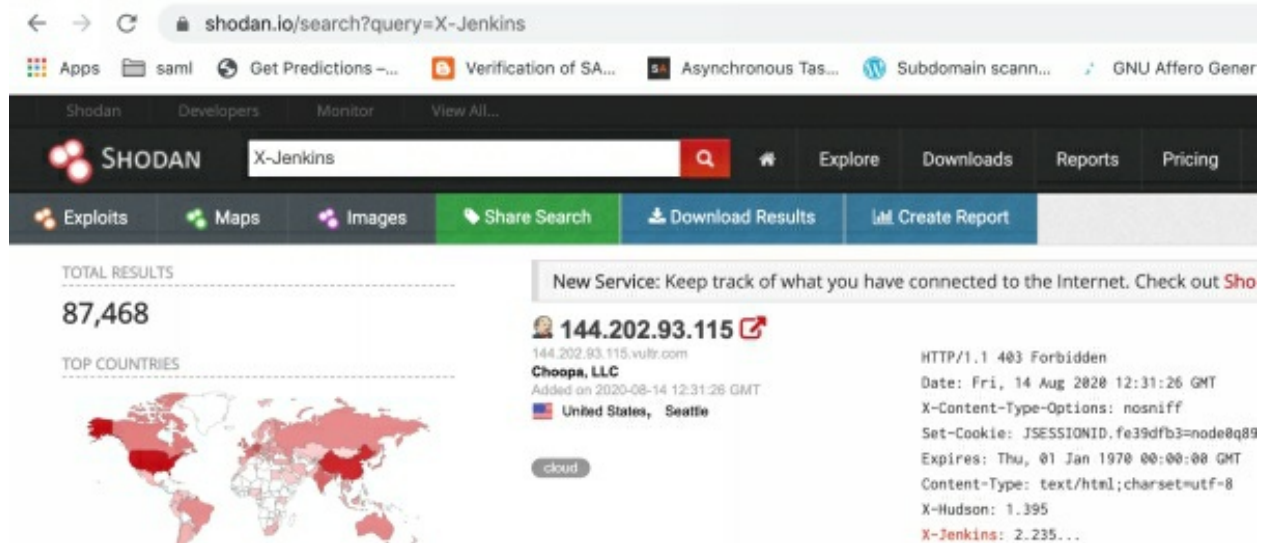 shodan.io/search?query=X-Jenkins
Apps saml Get Predictions –... Verification of SA... SA Asynchronous Tas... Subdomain scann... GNU Affero Gener
Shodan Developers Monitor View All...
SHODAN X-Jenkins Explore Downloads Reports Pricing
Exploits Maps Images Share Search Download Results Create Report
TOTAL RESULTS
87,468
TOP COUNTRIES
New Service: Keep track of what you have connected to the Internet. Check out Sho
144.202.93.115
144.202.93.115.vultr.com
Choopa, LLC
Added on 2020-08-14 12:31:26 GMT
United States, Seattle
cloud
HTTP/1.1 403 Forbidden
Date: Fri, 14 Aug 2020 12:31:26 GMT
X-Content-Type-Options: nosniff
Set-Cookie: JSESSIONID.fe39dfb3=node0q89
Expires: Thu, 01 Jan 1970 00:00:00 GMT
Content-Type: text/html;charset=utf-8
X-Hudson: 1.395
X-Jenkins: 2.235...